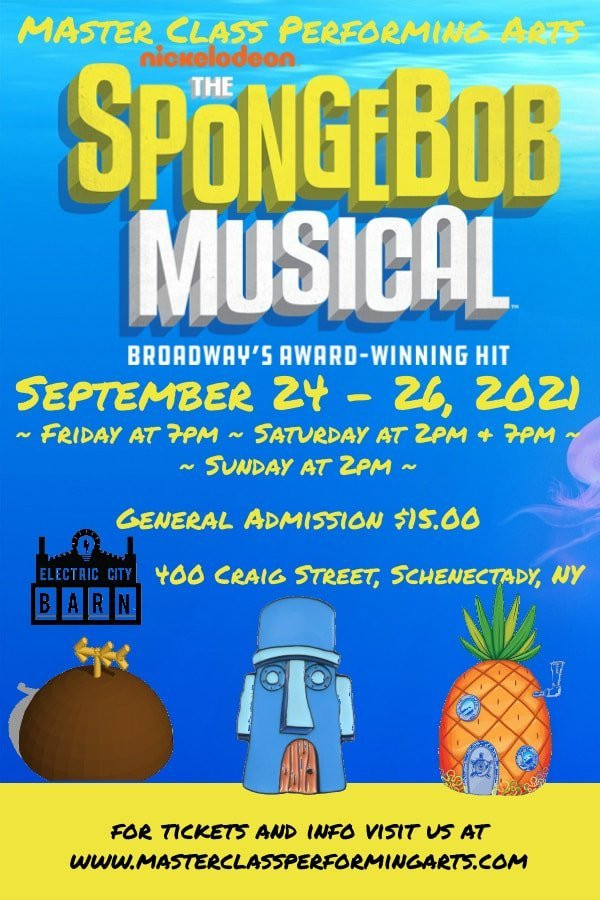 Master Class Performing Arts
nickelodeon
THE
SPONGEBOB
MUSICAL
BROADWAY'S AWARD-WINNING HIT
September 24 - 26, 2021
~ Friday at 7pm ~ Saturday at 2pm + 7pm ~
~ Sunday at 2pm ~
General Admission $15.00
ELECTRIC CITY
BARN
400 Craig Street, Schenectady, NY
FOR TICKETS AND INFO VISIT US AT
WWW.MASTERCLASSPERFORMINGARTS.COM